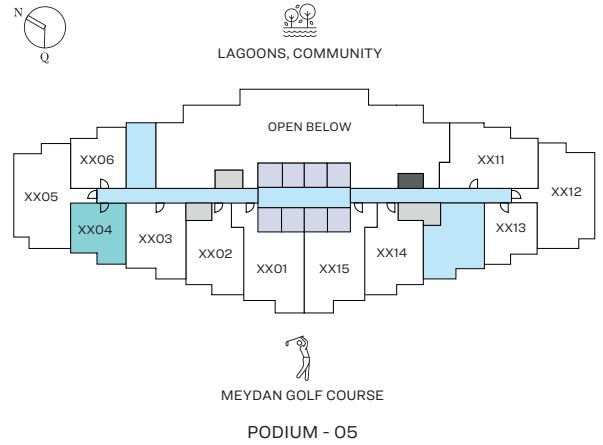 N
Q
LAGOONS, COMMUNITY
OPEN BELOW
XX06
XX11
XX05
XX12
XX04
XX03
XX02
XX01
XX15
XX14
XX13
MEYDAN GOLF COURSE
PODIUM - 05